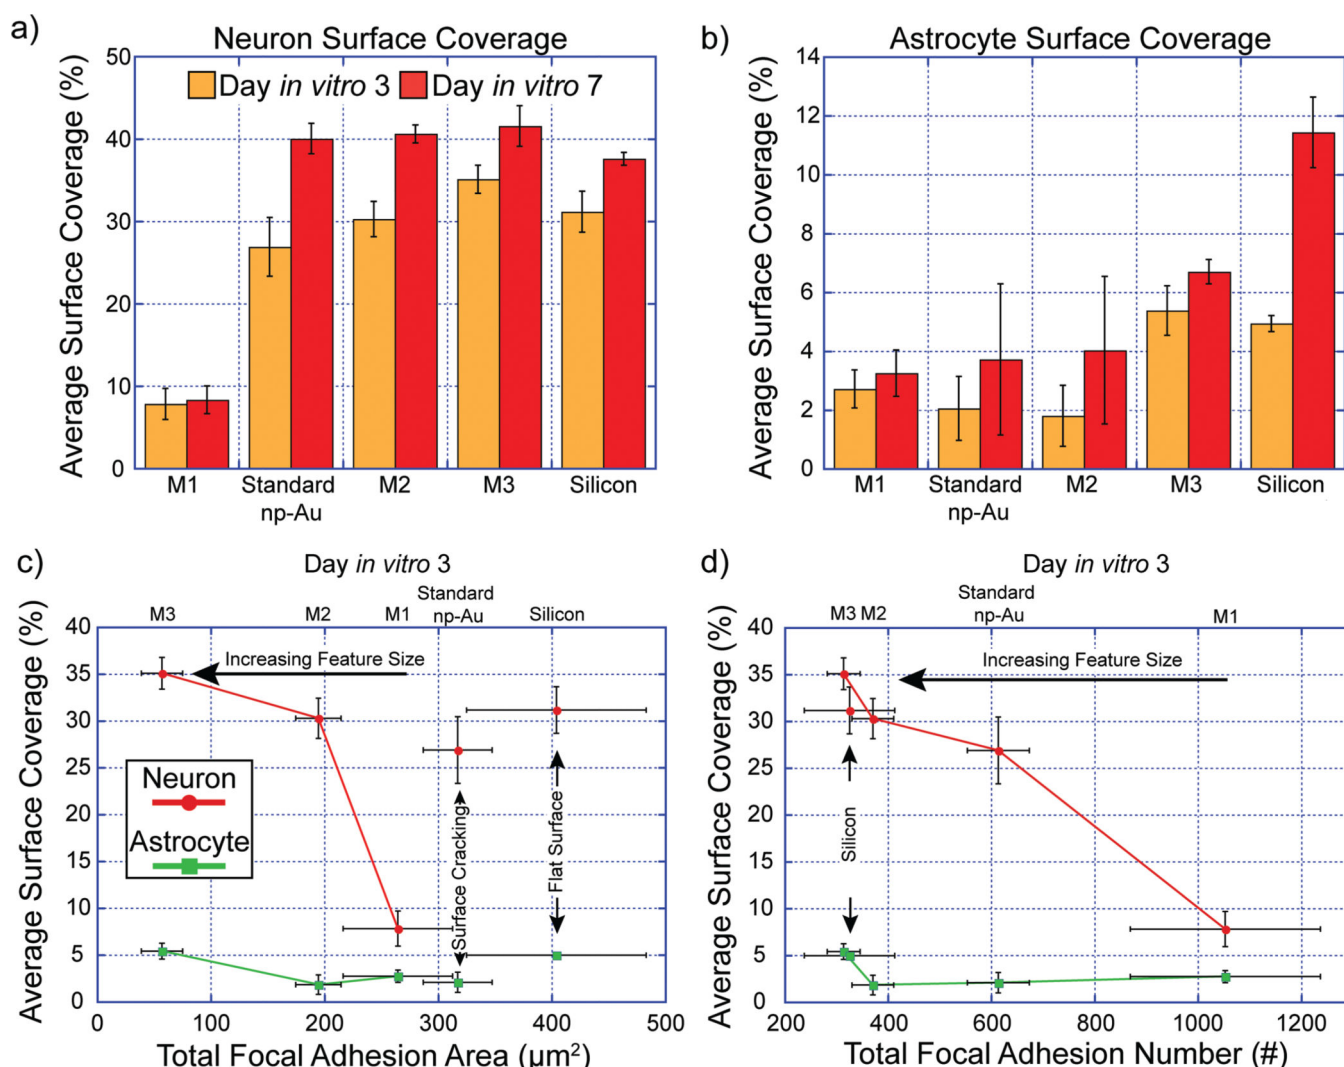 a)
Neuron Surface Coverage
Average Surface Coverage (%)
50
40
30
20
10
0
Day in vitro 3
Day in vitro 7
M1
Standard
np-Au
M2
M3
Silicon
b)
Astrocyte Surface Coverage
Average Surface Coverage (%)
14
12
10
8
6
4
2
0
M1
Standard
np-Au
M2
M3
Silicon
c)
Day in vitro 3
M3
M2
M1
Standard
np-Au
Silicon
Average Surface Coverage (%)
40
35
30
25
20
15
10
5
0
Increasing Feature Size
Neuron
Astrocyte
Surface Cracking
Flat Surface
0 100 200 300 400 500
Total Focal Adhesion Area (µm²)
d)
Day in vitro 3
M3 M2
Standard
np-Au
M1
Average Surface Coverage (%)
40
35
30
25
20
15
10
5
0
Increasing Feature Size
Silicon
200 400 600 800 1000 1200
Total Focal Adhesion Number (#)